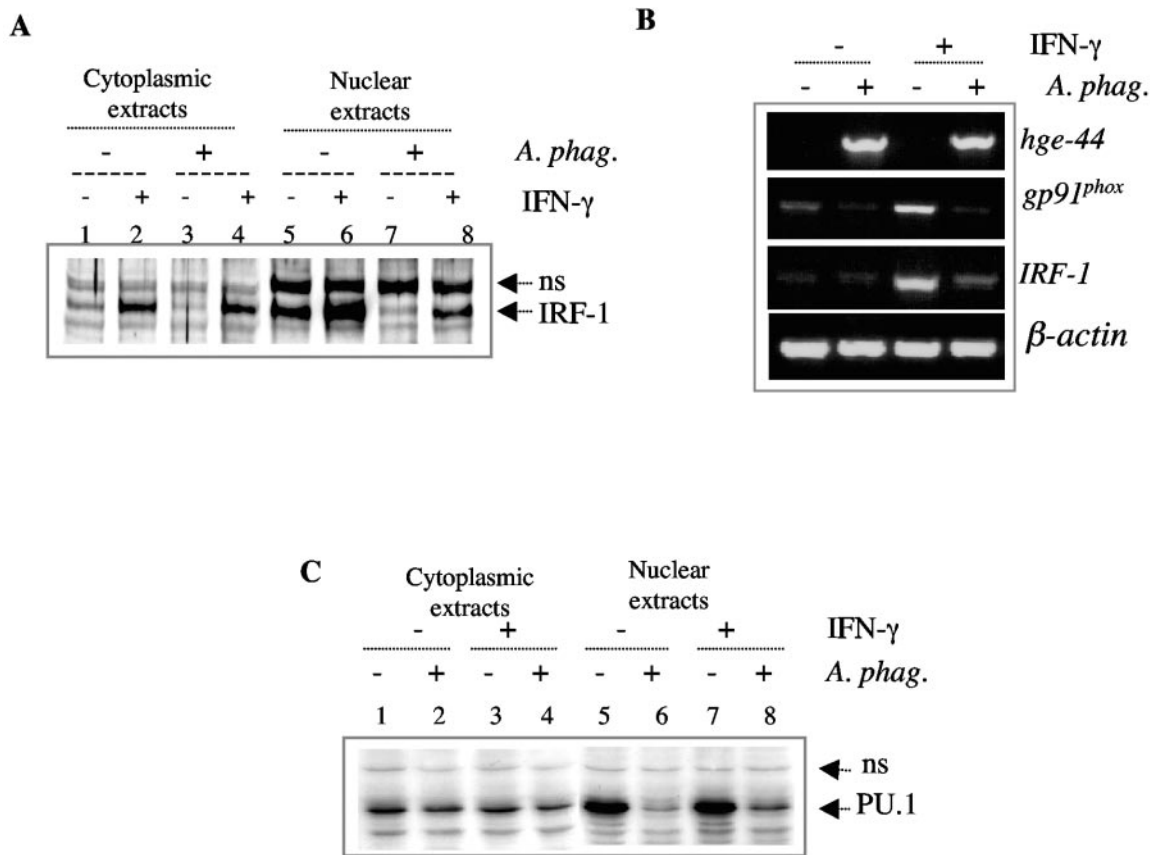 A
Cytoplasmic extracts
Nuclear extracts
- + - + A. phag.
- + - + - + - + IFN-γ
1 2 3 4 5 6 7 8
ns
IRF-1
B
- + IFN-γ
- + - + A. phag.
hge-44
gp91phox
IRF-1
β-actin
C
Cytoplasmic extracts
Nuclear extracts
- + - + IFN-γ
- + - + - + - + A. phag.
1 2 3 4 5 6 7 8
ns
PU.1